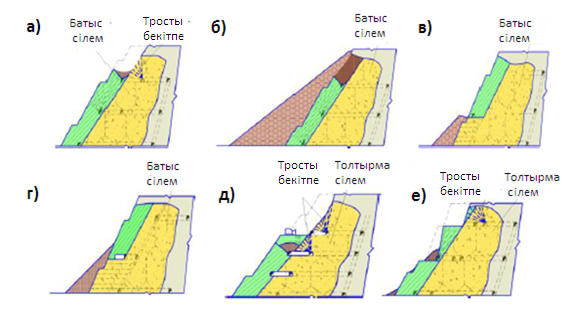 а)
Батыс
сілем
Тросты
бекітпе
б)
Батыс
сілем
в)
Батыс
сілем
г)
Батыс
сілем
д)
Тросты
бекітпе
Толтырма
сілем
е)
Тросты
бекітпе
Толтырма
сілем